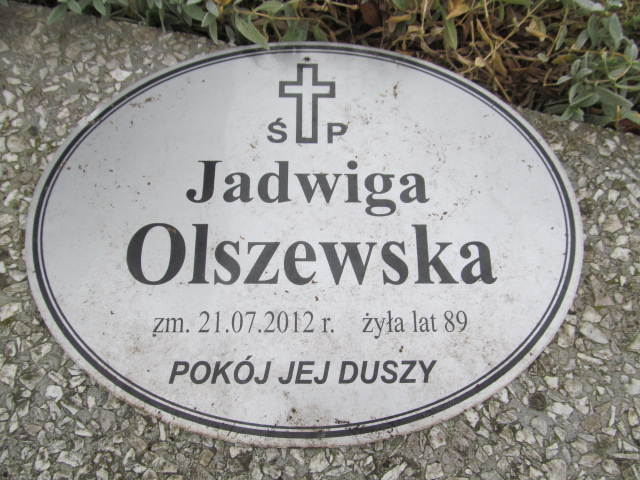 Ś P
Jadwiga
Olszewska
zm. 21.07.2012 r. żyła lat 89
POKÓJ JEJ DUSZY